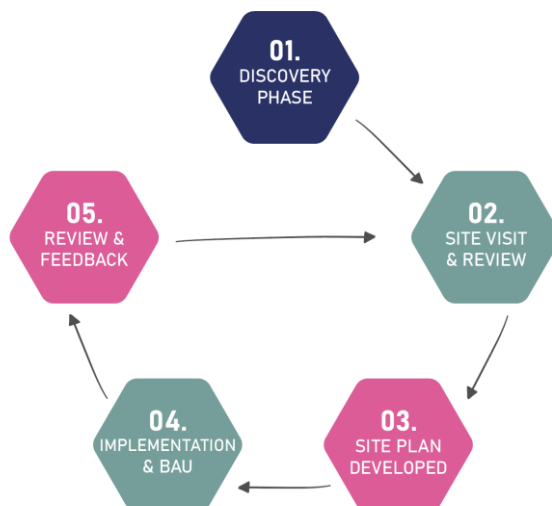 01.
DISCOVERY
PHASE
02.
SITE VISIT
& REVIEW
03.
SITE PLAN
DEVELOPED
04.
IMPLEMENTATION
& BAU
05.
REVIEW &
FEEDBACK